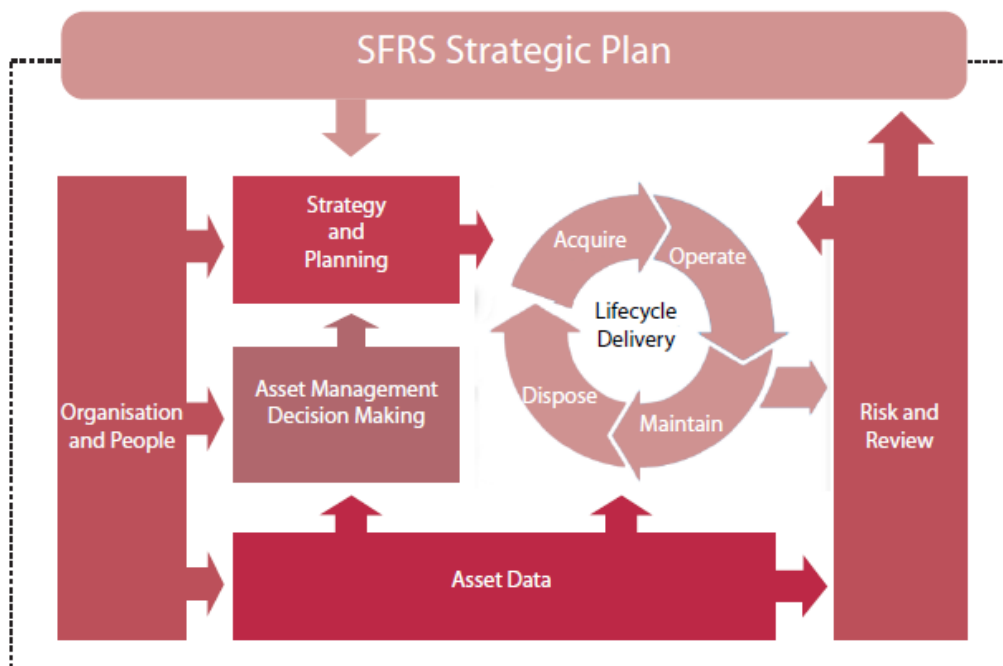 SFRS Strategic Plan
Strategy
and
Planning
Acquire
Operate
Lifecycle
Delivery
Asset Management
Decision Making
Dispose
Maintain
Organisation
and People
Risk and
Review
Asset Data